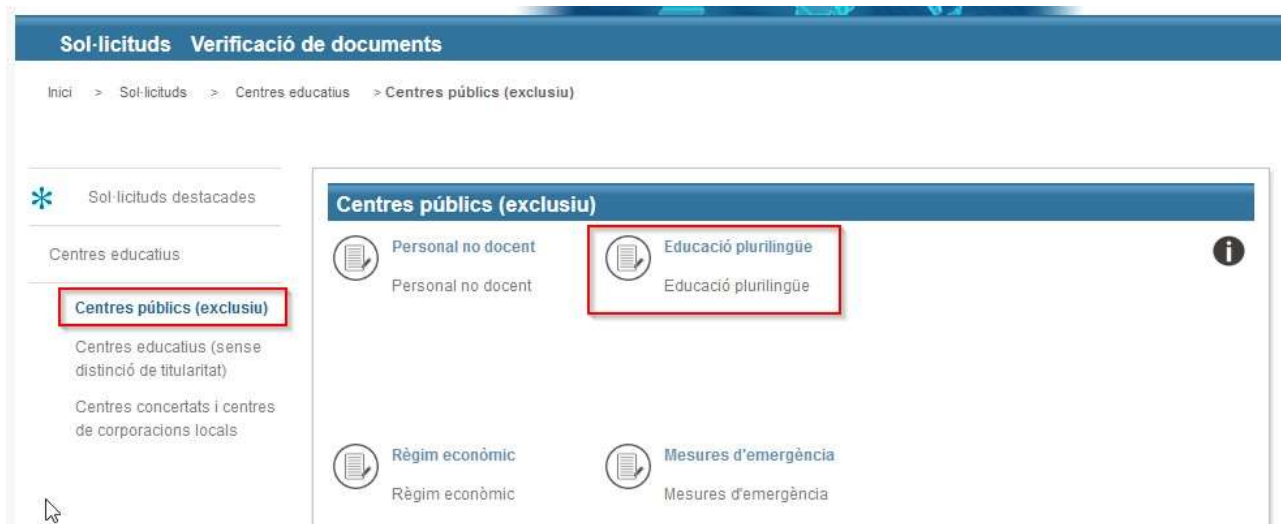 Sol·licituds Verificació de documents
Inici > Sol·licituds > Centres educatius > Centres públics (exclusiu)
Sol·licituds destacades
Centres educatius
Centres públics (exclusiu)
Centres educatius (sense
distinció de titularitat)
Centres concertats i centres
de corporacions locals
Centres públics (exclusiu)
Personal no docent
Personal no docent
Educació plurilingüe
Educació plurilingüe
Règim econòmic
Règim econòmic
Mesures d'emergència
Mesures d'emergència